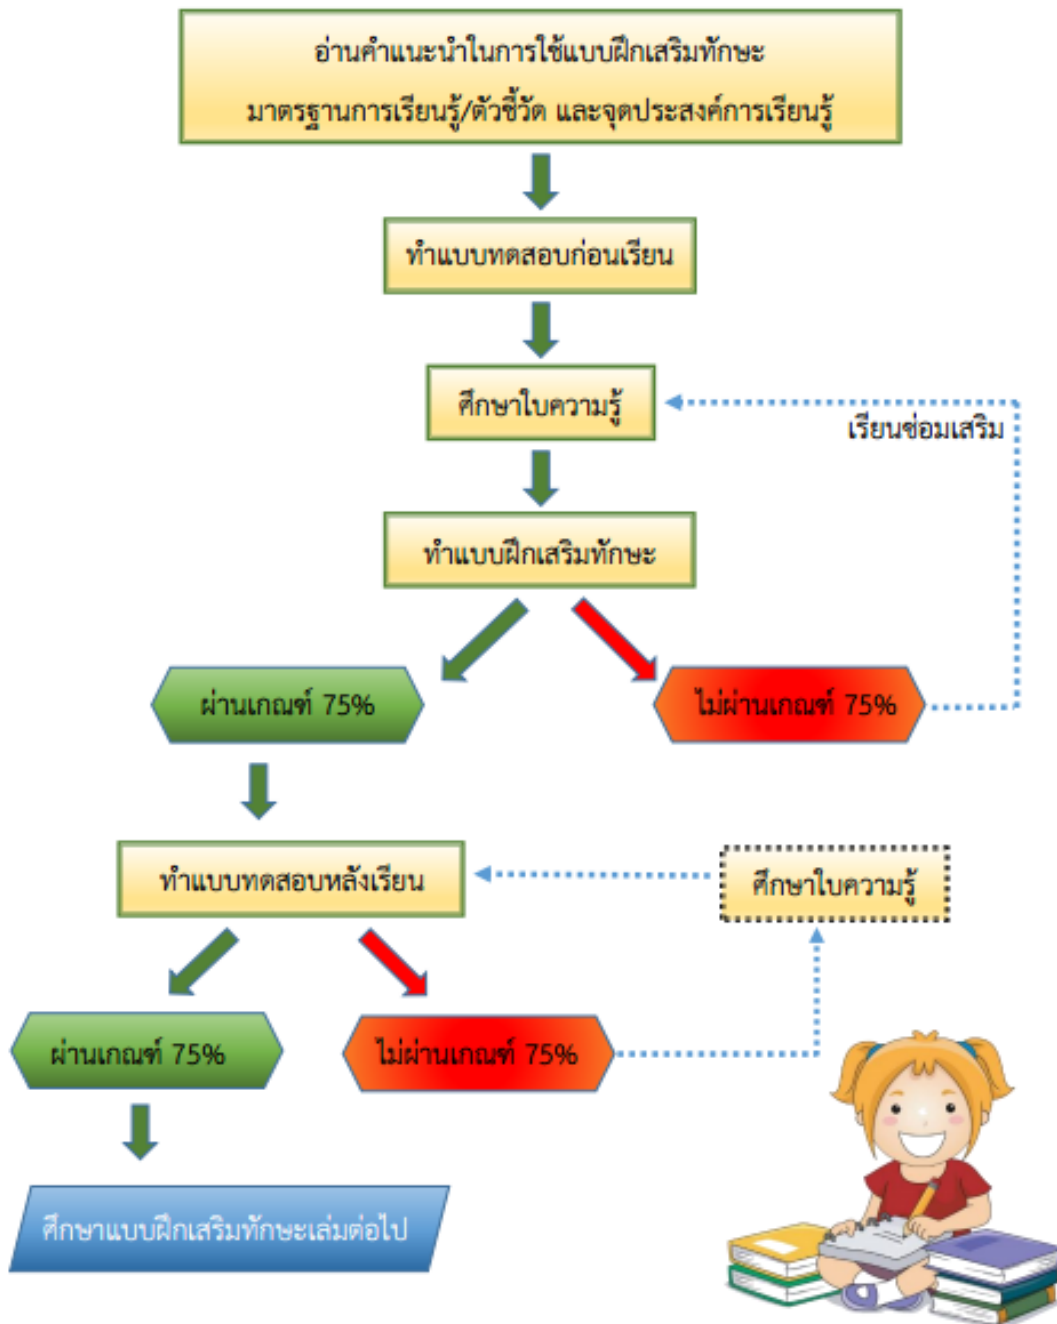 อ่านคำแนะนำในการใช้แบบฝึกเสริมทักษะ
มาตรฐานการเรียนรู้/ตัวชี้วัด และจุดประสงค์การเรียนรู้
ทำแบบทดสอบก่อนเรียน
ศึกษาใบความรู้
เรียนซ่อมเสริม
ทำแบบฝึกเสริมทักษะ
ผ่านเกณฑ์ 75%
ไม่ผ่านเกณฑ์ 75%
ทำแบบทดสอบหลังเรียน
ศึกษาใบความรู้
ผ่านเกณฑ์ 75%
ไม่ผ่านเกณฑ์ 75%
ศึกษาแบบฝึกเสริมทักษะเล่มต่อไป